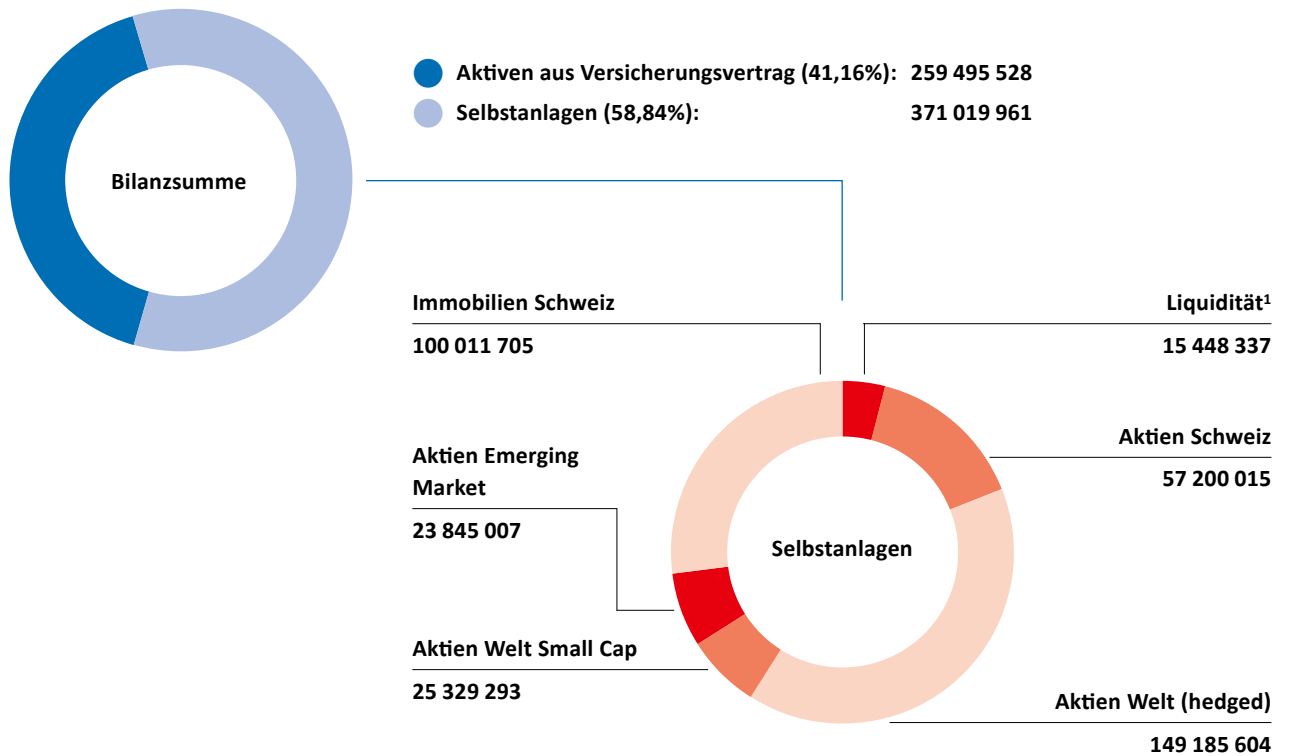 Aktiven aus Versicherungsvertrag (41,16%): 259 495 528
Selbstanlagen (58,84%): 371 019 961
Bilanzsumme
Immobilien Schweiz
100 011 705
Liquidität¹
15 448 337
Aktien Schweiz
57 200 015
Aktien Emerging
Market
23 845 007
Selbstanlagen
Aktien Welt Small Cap
25 329 293
Aktien Welt (hedged)
149 185 604